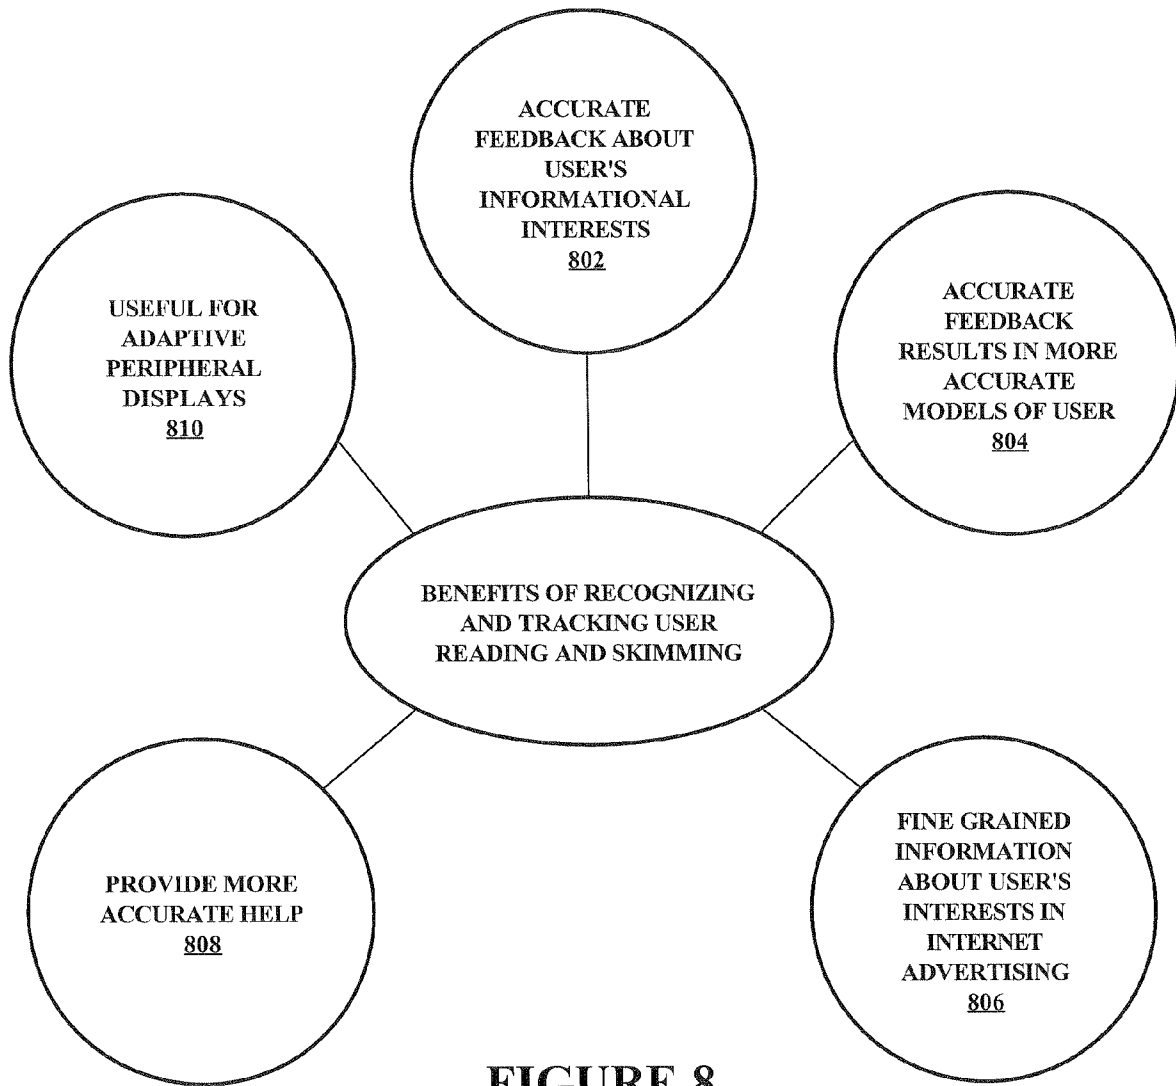 ACCURATE
FEEDBACK ABOUT
USER'S
INFORMATIONAL
INTERESTS
802
USEFUL FOR
ADAPTIVE
PERIPHERAL
DISPLAYS
810
ACCURATE
FEEDBACK
RESULTS IN MORE
ACCURATE
MODELS OF USER
804
BENEFITS OF RECOGNIZING
AND TRACKING USER
READING AND SKIMMING
PROVIDE MORE
ACCURATE HELP
808
FINE GRAINED
INFORMATION
ABOUT USER'S
INTERESTS IN
INTERNET
ADVERTISING
806
FIGURE 8